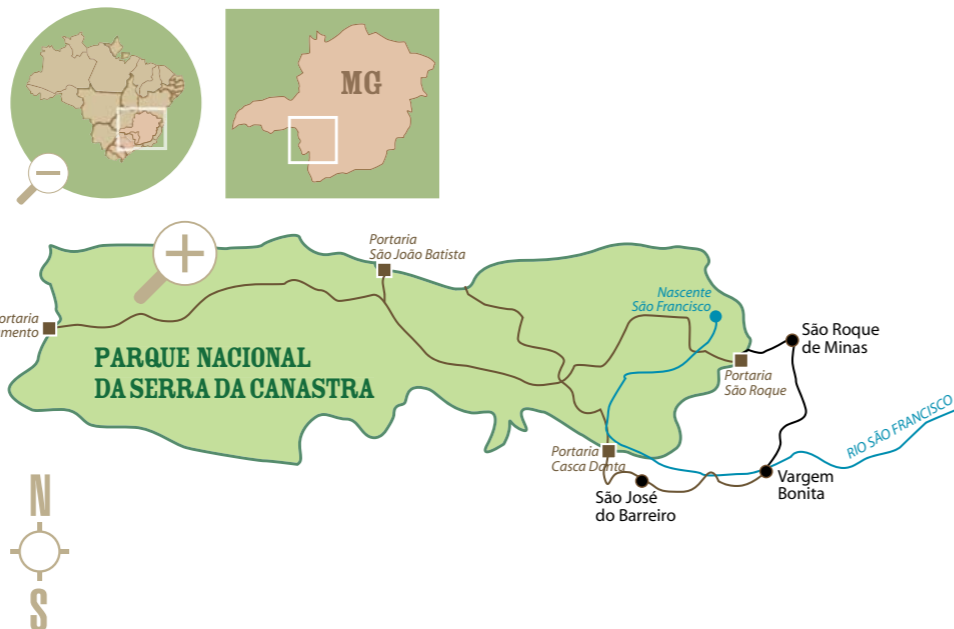 MG
Portaria
São João Batista
Nascente
São Francisco
São Roque
de Minas
PARQUE NACIONAL
DA SERRA DA CANASTRA
Portaria
São Roque
RIO SÃO FRANCISCO
Portaria
Casca Danta
Vargem
Bonita
São José
do Barreiro
N
S